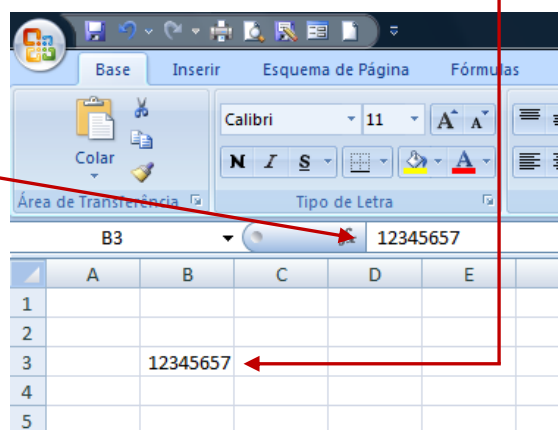 Base Inserir Esquema de Página Fórmulas
Calibri 11 A A
Colar
N I S A
Área de Transferência Tipo de Letra
B3 fx 12345657
A B C D E
1
2
3 12345657
4
5